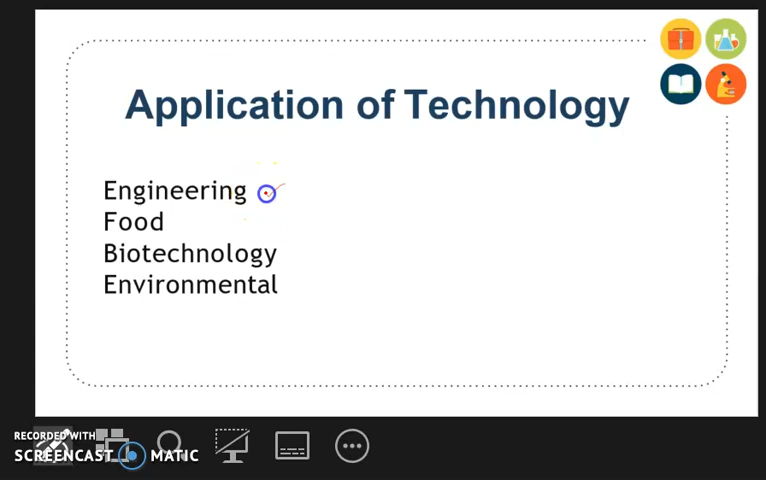 Application of Technology
Engineering
Food
Biotechnology
Environmental
RECORDED WITH
SCREENCAST MATIC